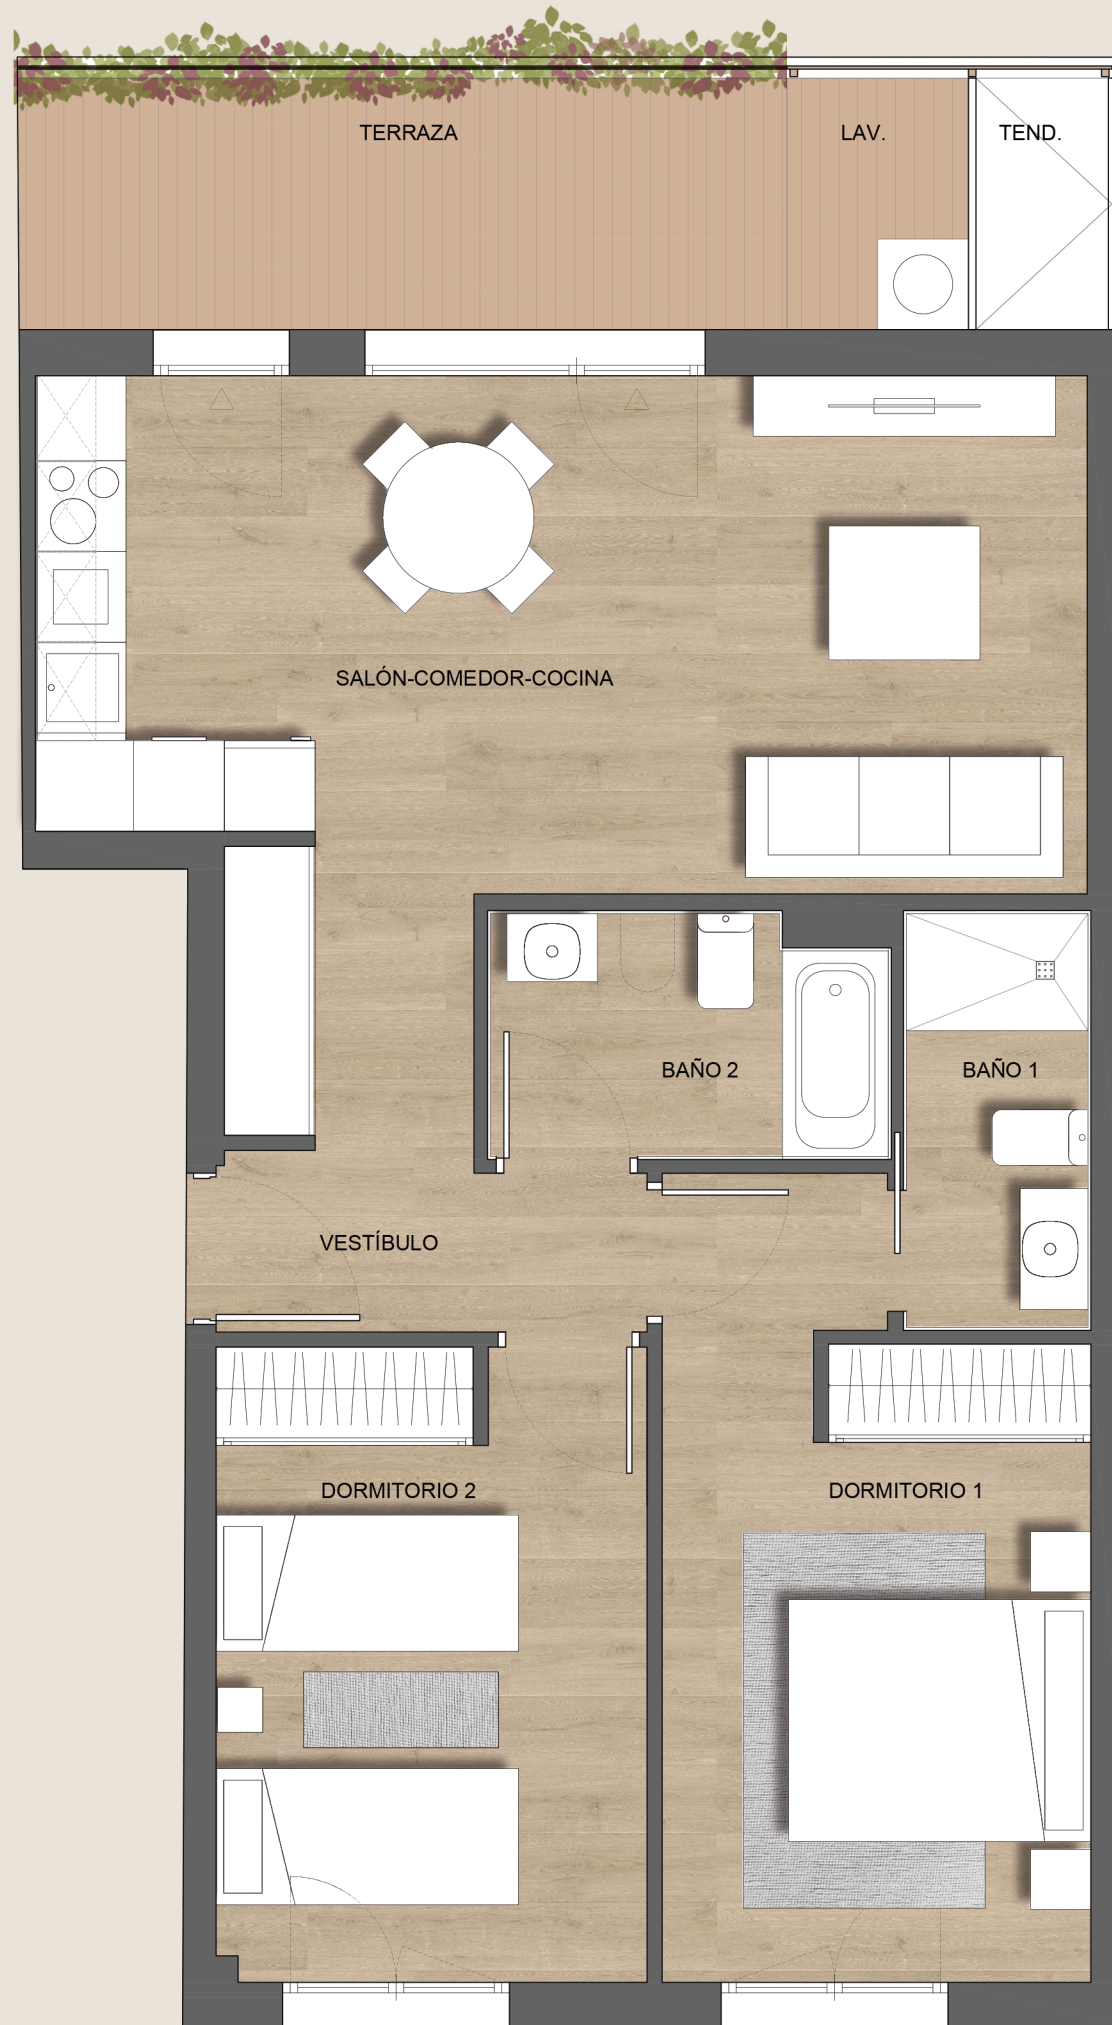 TERRAZA
LAV.
TEND.
SALÓN-COMEDOR-COCINA
BAÑO 2
BAÑO 1
VESTÍBULO
DORMITORIO 2
DORMITORIO 1